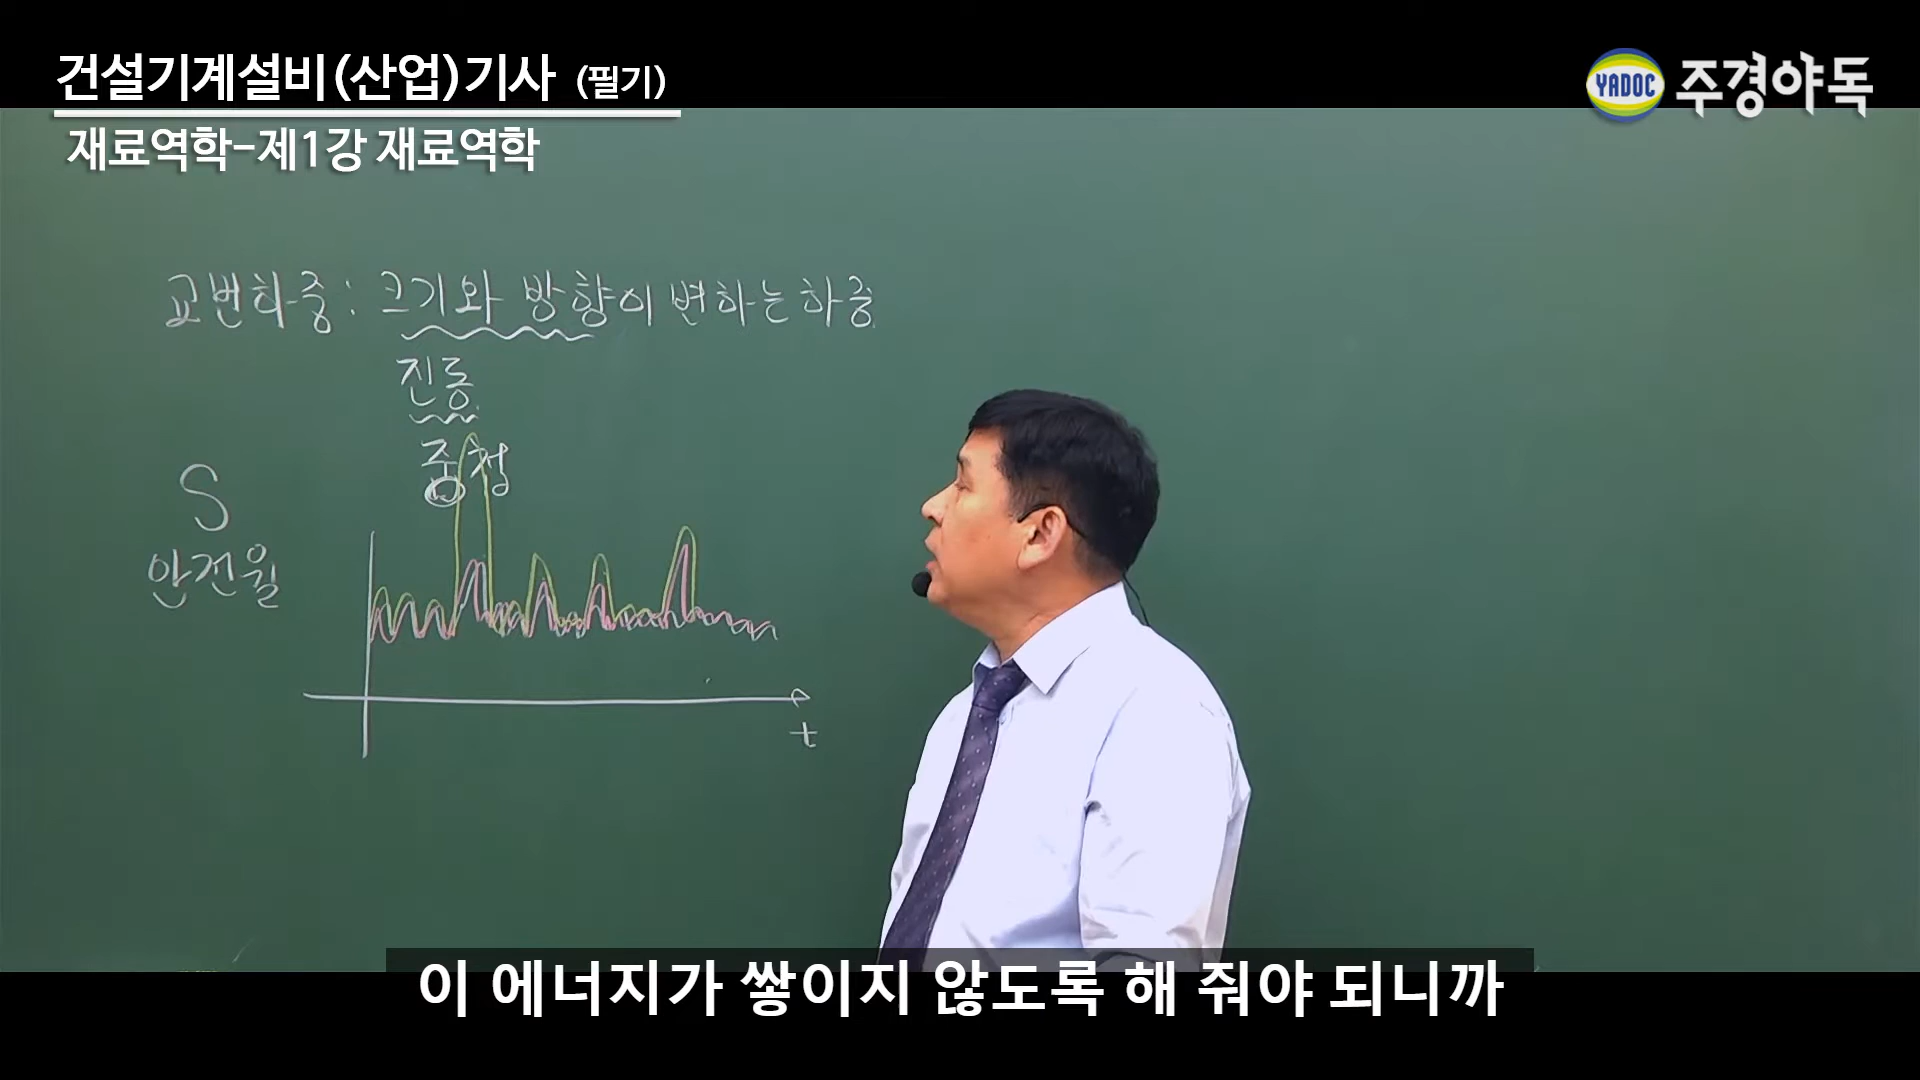 건설기계설비(산업)기사 (필기)
YADOC 주경야독
재료역학-제1강 재료역학
교번하중: 크기와 방향이 변하는 하중
진동
중첩
S
안전율
t
이 에너지가 쌓이지 않도록 해 줘야 되니까